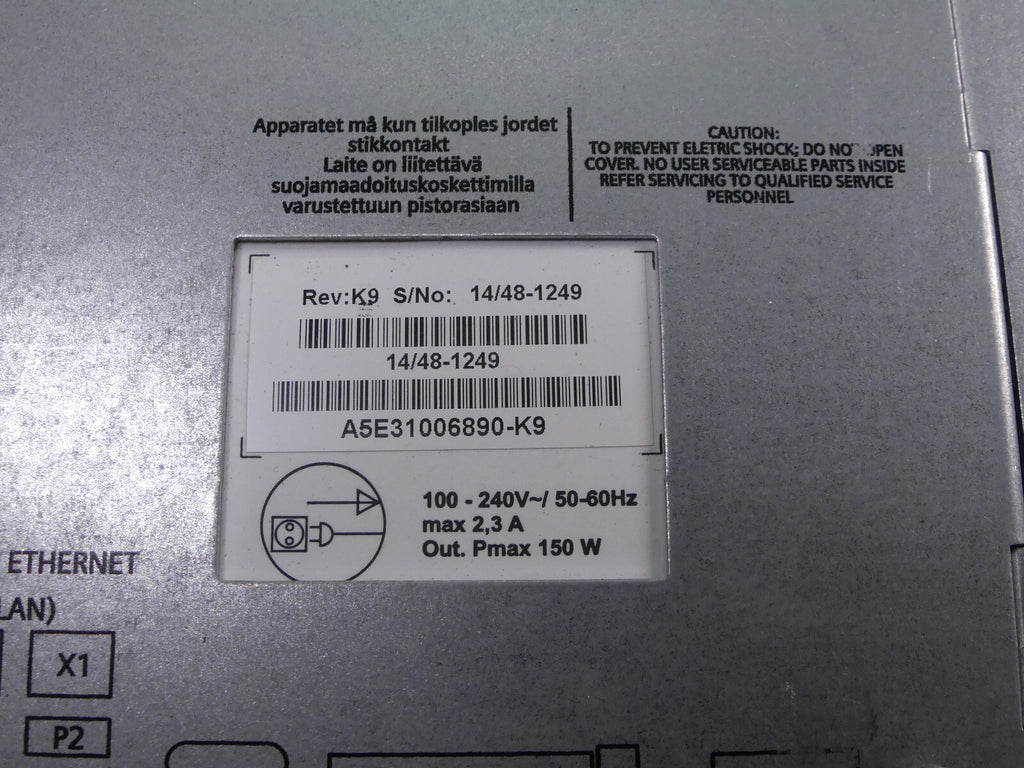 Apparatet må kun tilkoples jordet
stikkontakt
Laite on liitettävä
suojamaadoituskoskettimilla
varustettuun pistorasiaan
CAUTION:
TO PREVENT ELETRIC SHOCK; DO NOT OPEN
COVER. NO USER SERVICEABLE PARTS INSIDE
REFER SERVICING TO QUALIFIED SERVICE
PERSONNEL
Rev:K9 S/No: 14/48-1249
14/48-1249
A5E31006890-K9
100 - 240V~/ 50-60Hz
max 2,3 A
Out. Pmax 150 W
ETHERNET
LAN)
X1
P2